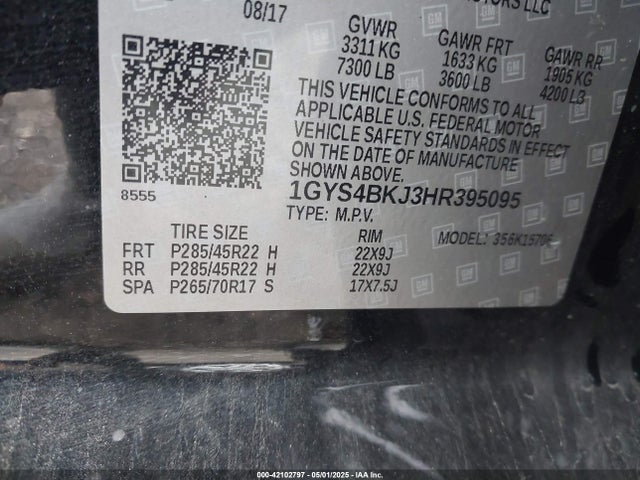 08/17
MOTORS LLC
GVWR
3311 KG
7300 LB
GAWR FRT
1633 KG
3600 LB
GAWR RR
1905 KG
4200 LB
THIS VEHICLE CONFORMS TO ALL
APPLICABLE U.S. FEDERAL MOTOR
VEHICLE SAFETY STANDARDS IN EFFECT
ON THE DATE OF MANUFACTURE
SHOWN ABOVE.
8555
1GYS4BKJ3HR395095
TYPE: M.P.V.
MODEL: 356K15706
TIRE SIZE RIM
FRT P285/45R22 H 22X9J
RR P285/45R22 H 22X9J
SPA P265/70R17 S 17X7.5J
GM
000-42102797 - 05/01/2025 - IAA Inc.